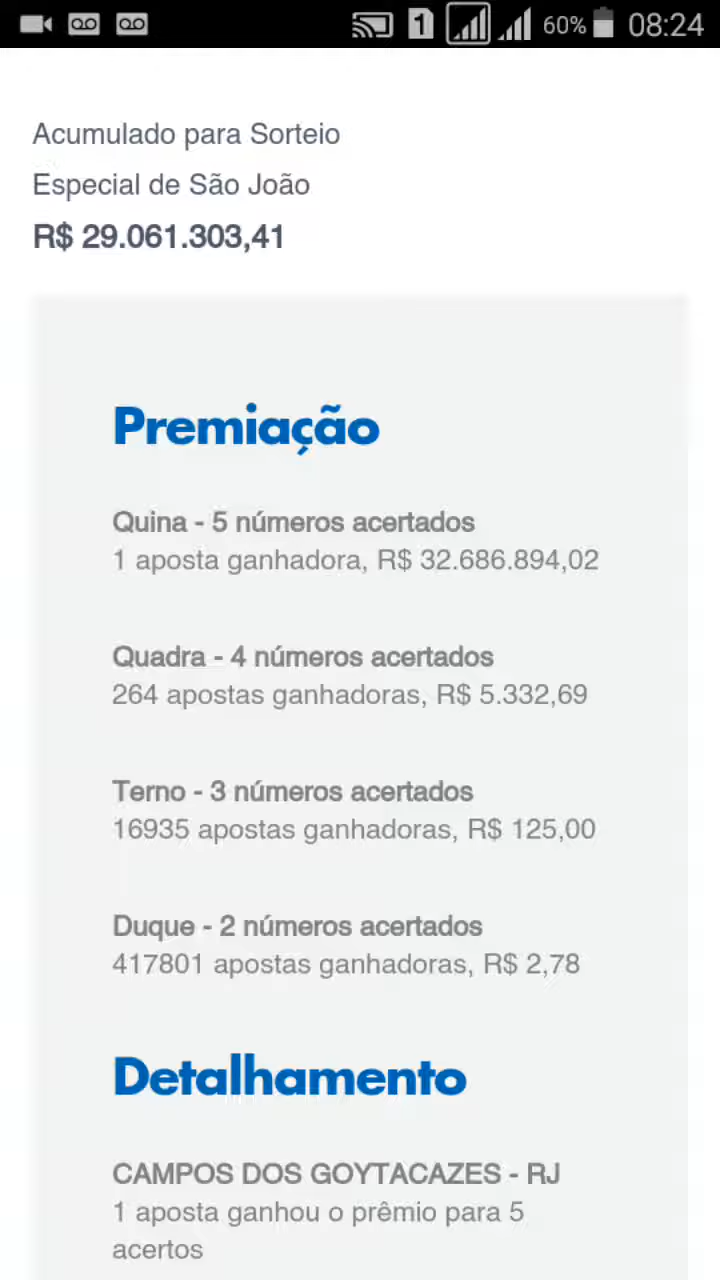 1 60% 08:24
Acumulado para Sorteio
Especial de São João
R$ 29.061.303,41
Premiação
Quina - 5 números acertados
1 aposta ganhadora, R$ 32.686.894,02
Quadra - 4 números acertados
264 apostas ganhadoras, R$ 5.332,69
Terno - 3 números acertados
16935 apostas ganhadoras, R$ 125,00
Duque - 2 números acertados
417801 apostas ganhadoras, R$ 2,78
Detalhamento
CAMPOS DOS GOYTACAZES - RJ
1 aposta ganhou o prêmio para 5
acertos